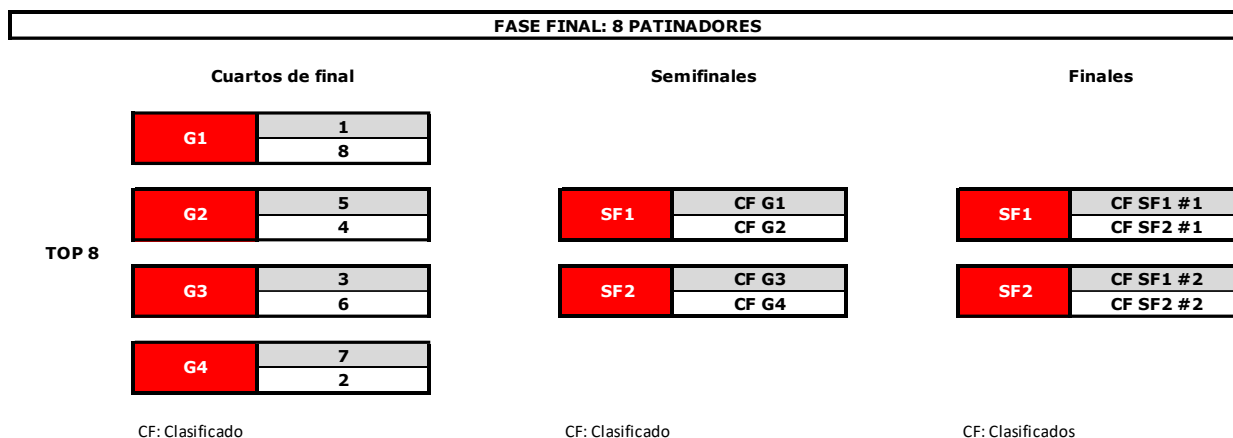 FASE FINAL: 8 PATINADORES
Cuartos de final
Semifinales
Finales
TOP 8
G1
1
8
G2
5
4
G3
3
6
G4
7
2
CF: Clasificado
SF1
CF G1
CF G2
SF2
CF G3
CF G4
CF: Clasificado
SF1
CF SF1 #1
CF SF2 #1
SF2
CF SF1 #2
CF SF2 #2
CF: Clasificados